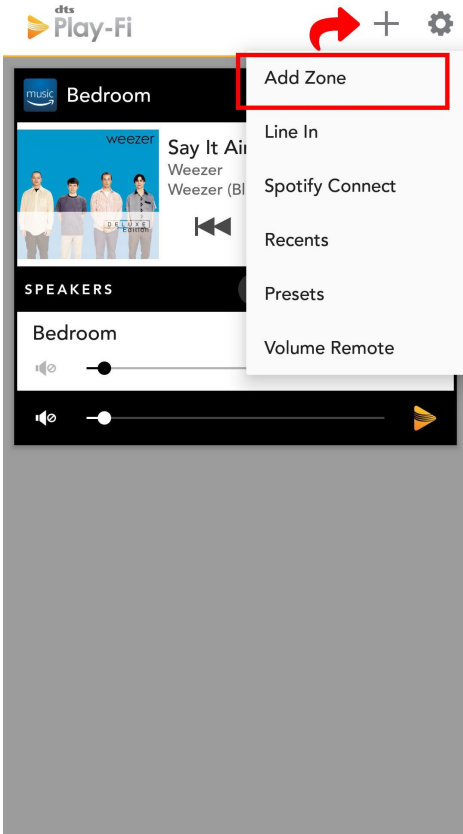 dts
Play-Fi
Add Zone
music
Bedroom
Line In
weezer
Say It Ai
Weezer
Weezer (Bl
Spotify Connect
DELUXE
Edition
Recents
SPEAKERS
Presets
Bedroom
Volume Remote